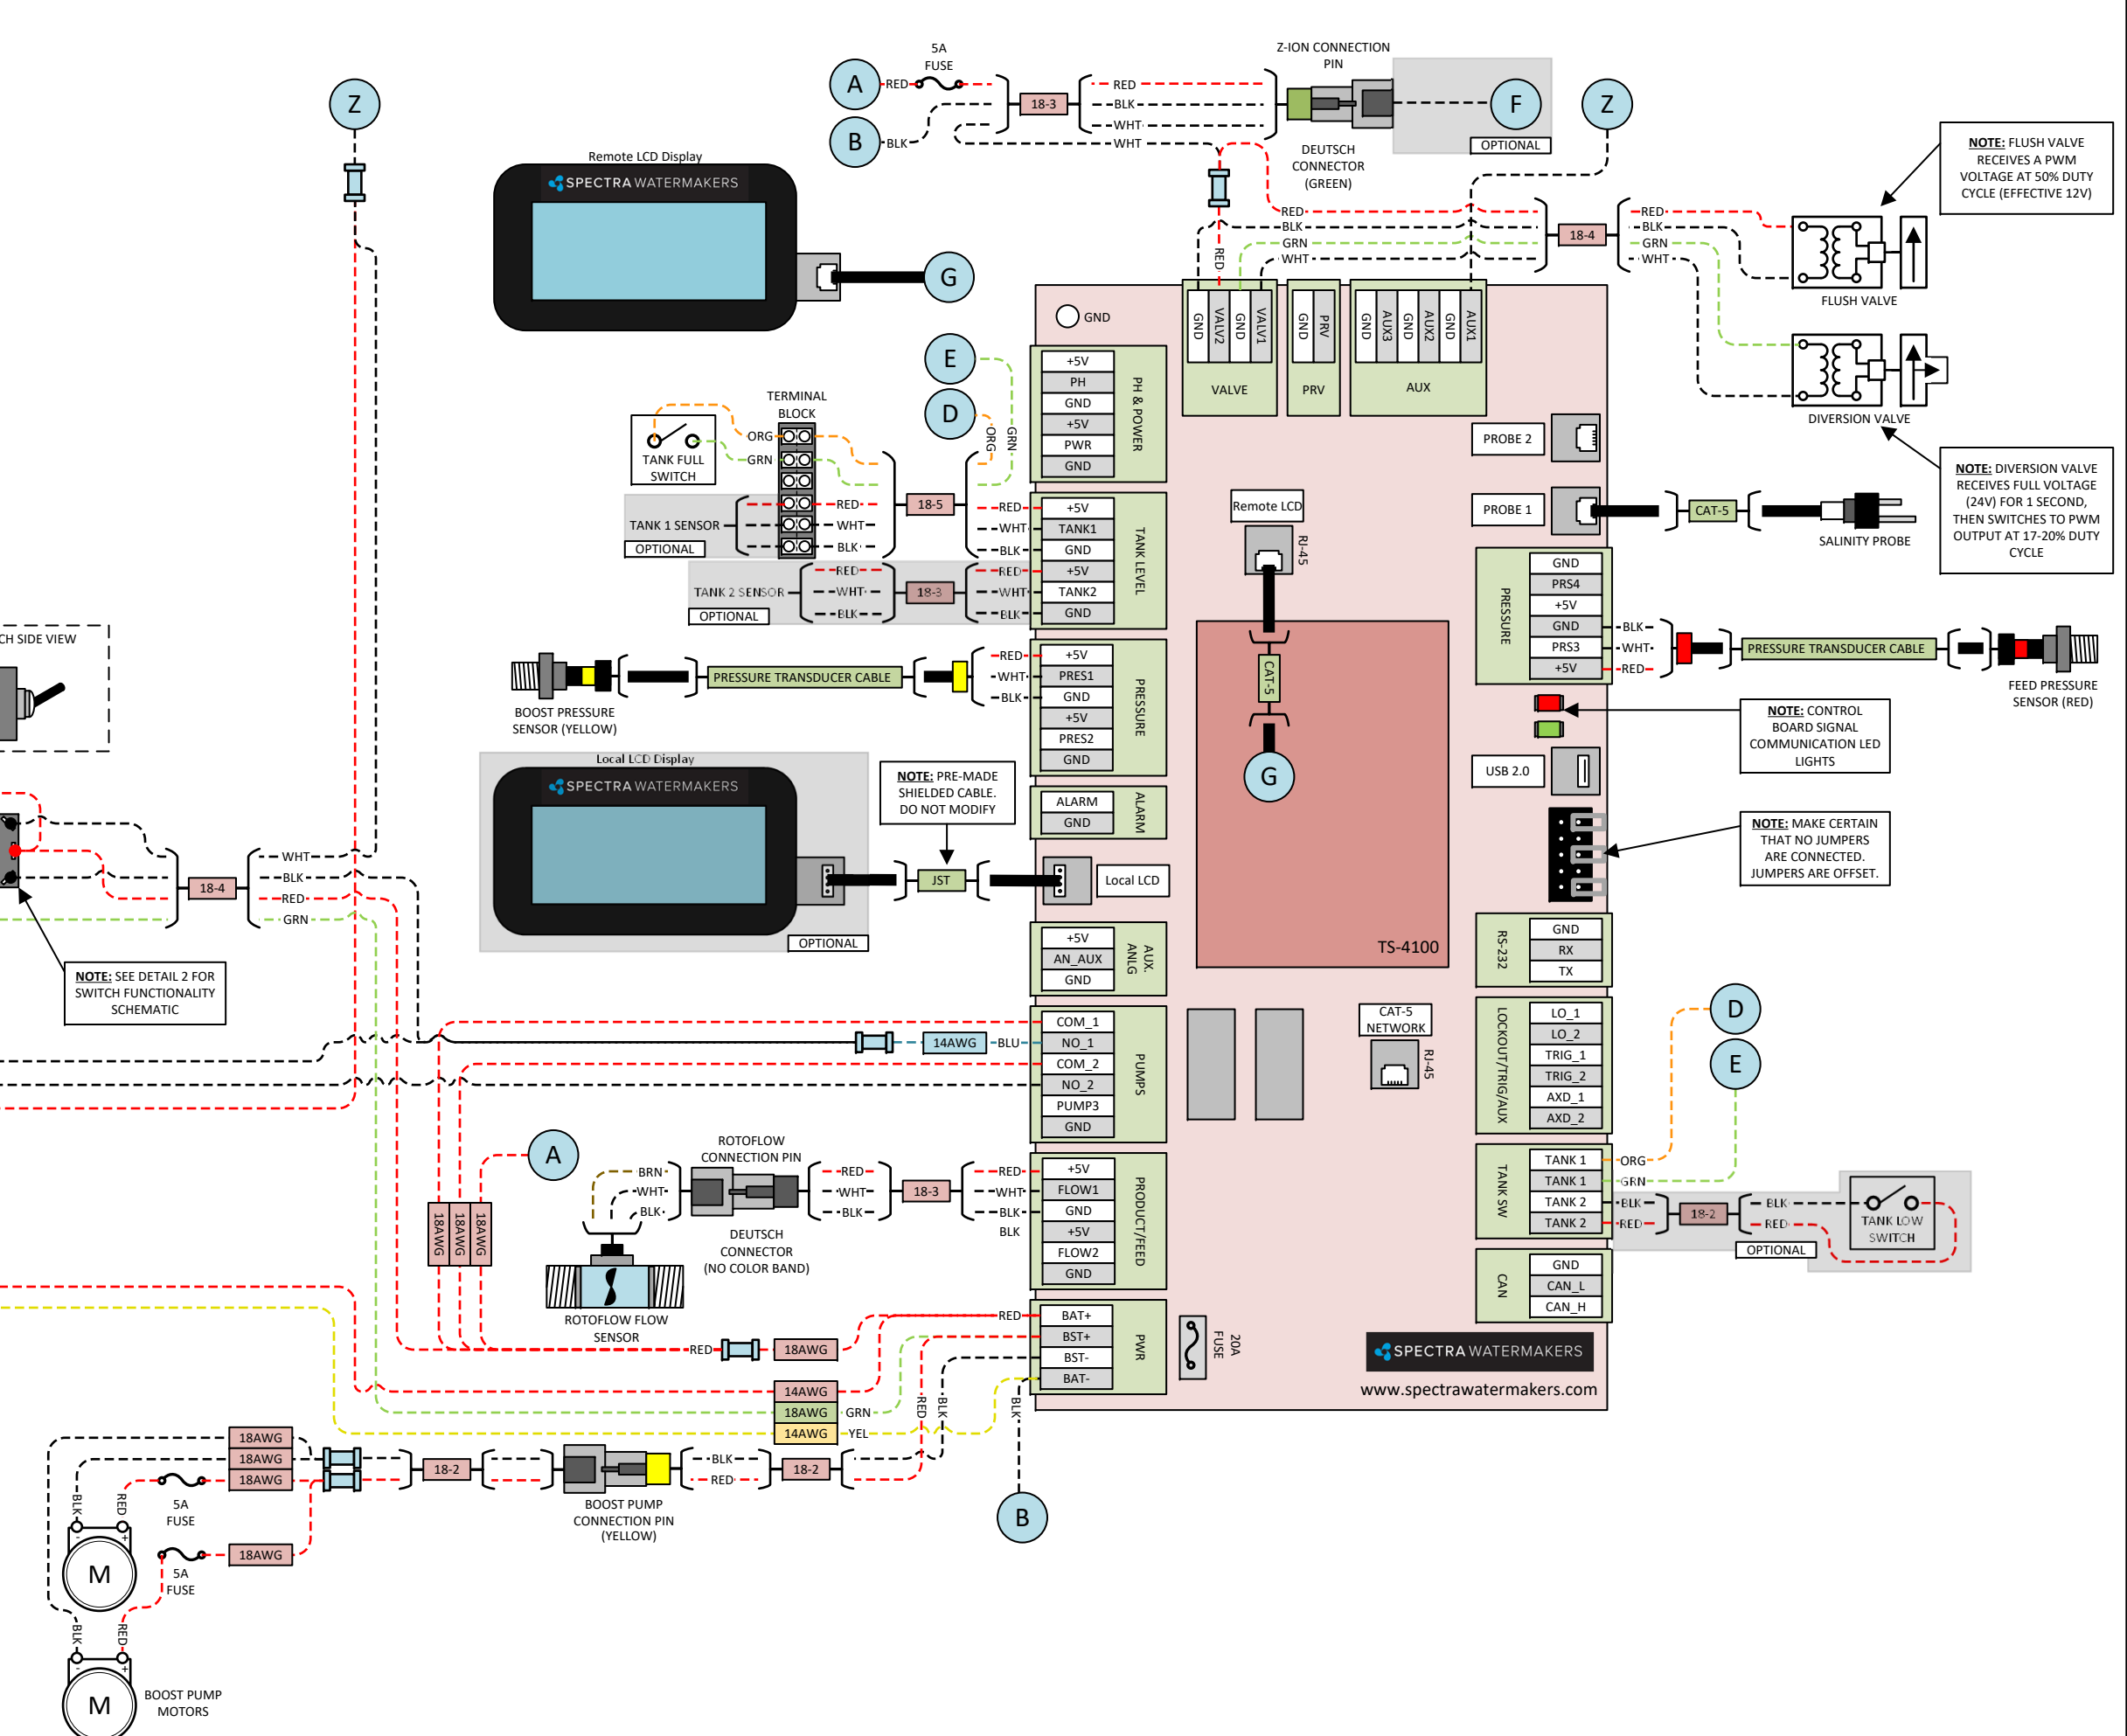 Z
A
RED
5A
FUSE
B
BLK
18-3
RED
BLK
WHT
WHT
Z-ION CONNECTION
PIN
DEUTSCH
CONNECTOR
(GREEN)
F
OPTIONAL
Z
NOTE: FLUSH VALVE
RECEIVES A PWM
VOLTAGE AT 50% DUTY
CYCLE (EFFECTIVE 12V)
Remote LCD Display
SPECTRA WATERMAKERS
G
RED
RED
BLK
GRN
WHT
18-4
RED
BLK
GRN
WHT
FLUSH VALVE
DIVERSION VALVE
NOTE: DIVERSION VALVE
RECEIVES FULL VOLTAGE
(24V) FOR 1 SECOND,
THEN SWITCHES TO PWM
OUTPUT AT 17-20% DUTY
CYCLE
GND
GND
VALV2
GND
VALV1
VALVE
GND
PRV
PRV
GND
AUX3
GND
AUX2
GND
AUX1
AUX
E
D
ORG
GRN
+5V
PH
GND
+5V
PWR
GND
PH & POWER
TERMINAL
BLOCK
TANK FULL
SWITCH
ORG
GRN
TANK 1 SENSOR
OPTIONAL
RED
WHT
BLK
18-5
RED
WHT
BLK
+5V
TANK1
GND
+5V
TANK2
GND
TANK LEVEL
TANK 2 SENSOR
OPTIONAL
RED
WHT
BLK
18-3
RED
WHT
BLK
BOOST PRESSURE
SENSOR (YELLOW)
PRESSURE TRANSDUCER CABLE
RED
WHT
BLK
+5V
PRES1
GND
+5V
PRES2
GND
PRESSURE
Remote LCD
RJ-45
CAT-5
G
TS-4100
PROBE 2
PROBE 1
CAT-5
SALINITY PROBE
PRESSURE
GND
PRS4
+5V
GND
PRS3
+5V
BLK
WHT
RED
PRESSURE TRANSDUCER CABLE
FEED PRESSURE
SENSOR (RED)
NOTE: CONTROL
BOARD SIGNAL
COMMUNICATION LED
LIGHTS
USB 2.0
NOTE: MAKE CERTAIN
THAT NO JUMPERS
ARE CONNECTED.
JUMPERS ARE OFFSET.
CH SIDE VIEW
Local LCD Display
SPECTRA WATERMAKERS
OPTIONAL
NOTE: PRE-MADE
SHIELDED CABLE.
DO NOT MODIFY
JST
Local LCD
ALARM
GND
ALARM
18-4
WHT
BLK
RED
GRN
NOTE: SEE DETAIL 2 FOR
SWITCH FUNCTIONALITY
SCHEMATIC
+5V
AN_AUX
GND
AUX.
ANLG
14AWG
BLU
COM_1
NO_1
COM_2
NO_2
PUMP3
GND
PUMPS
CAT-5
NETWORK
RJ-45
RS-232
GND
RX
TX
LOCKOUT/TRIG/AUX
LO_1
LO_2
TRIG_1
TRIG_2
AXD_1
AXD_2
D
E
TANK SW
TANK 1
TANK 1
TANK 2
TANK 2
ORG
GRN
BLK
RED
18-2
BLK
RED
TANK LOW
SWITCH
OPTIONAL
CAN
GND
CAN_L
CAN_H
A
18AWG
18AWG
18AWG
BRN
WHT
BLK
ROTOFLOW
CONNECTION PIN
DEUTSCH
CONNECTOR
(NO COLOR BAND)
ROTOFLOW FLOW
SENSOR
RED
WHT
BLK
18-3
RED
WHT
BLK
BLK
+5V
FLOW1
GND
+5V
FLOW2
GND
PRODUCT/FEED
RED
18AWG
RED
BAT+
BST+
BST-
BAT-
PWR
20A
FUSE
SPECTRA WATERMAKERS
www.spectrawatermakers.com
14AWG
18AWG
GRN
14AWG
YEL
RED
BLK
BLK
B
18AWG
18AWG
18AWG
5A
FUSE
18AWG
5A
FUSE
BLK
RED
-
+
M
BLK
RED
-
+
M
BOOST PUMP
MOTORS
18-2
BOOST PUMP
CONNECTION PIN
(YELLOW)
BLK
RED
18-2